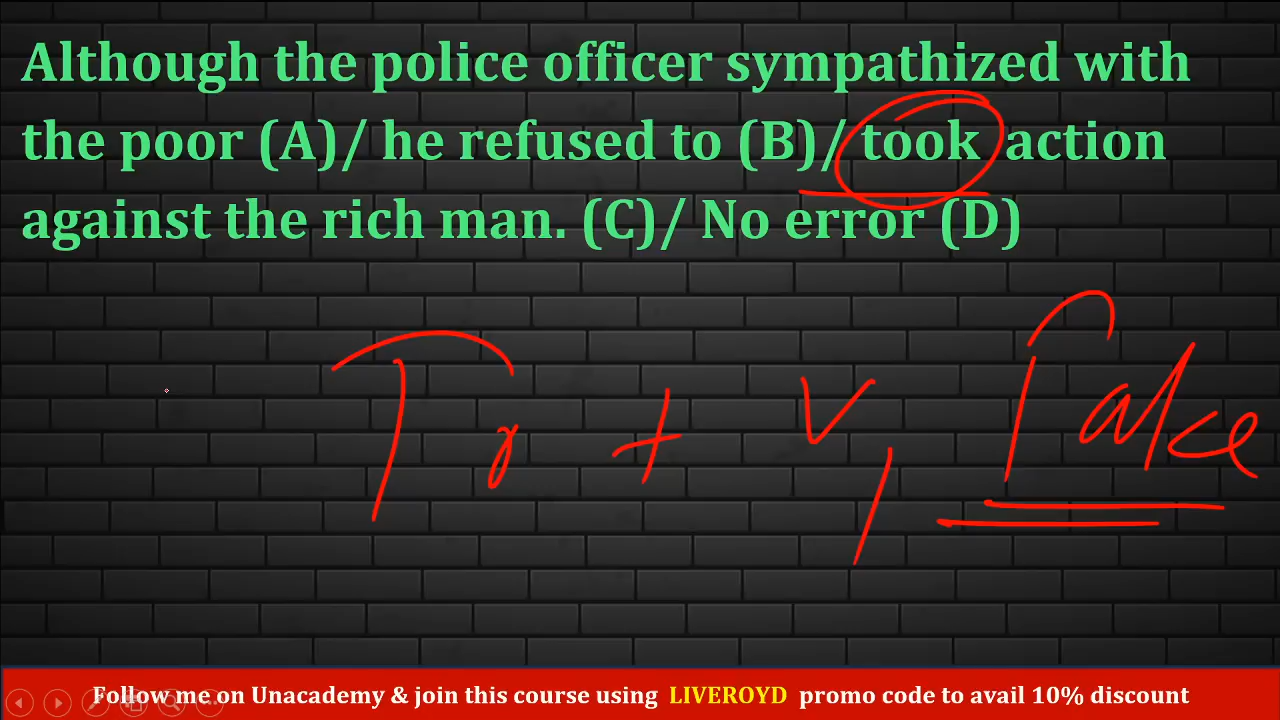 Although the police officer sympathized with
the poor (A)/ he refused to (B)/ took action
against the rich man. (C)/ No error (D)
To + V₁ Take
Follow me on Unacademy & join this course using LIVEROYD promo code to avail 10% discount